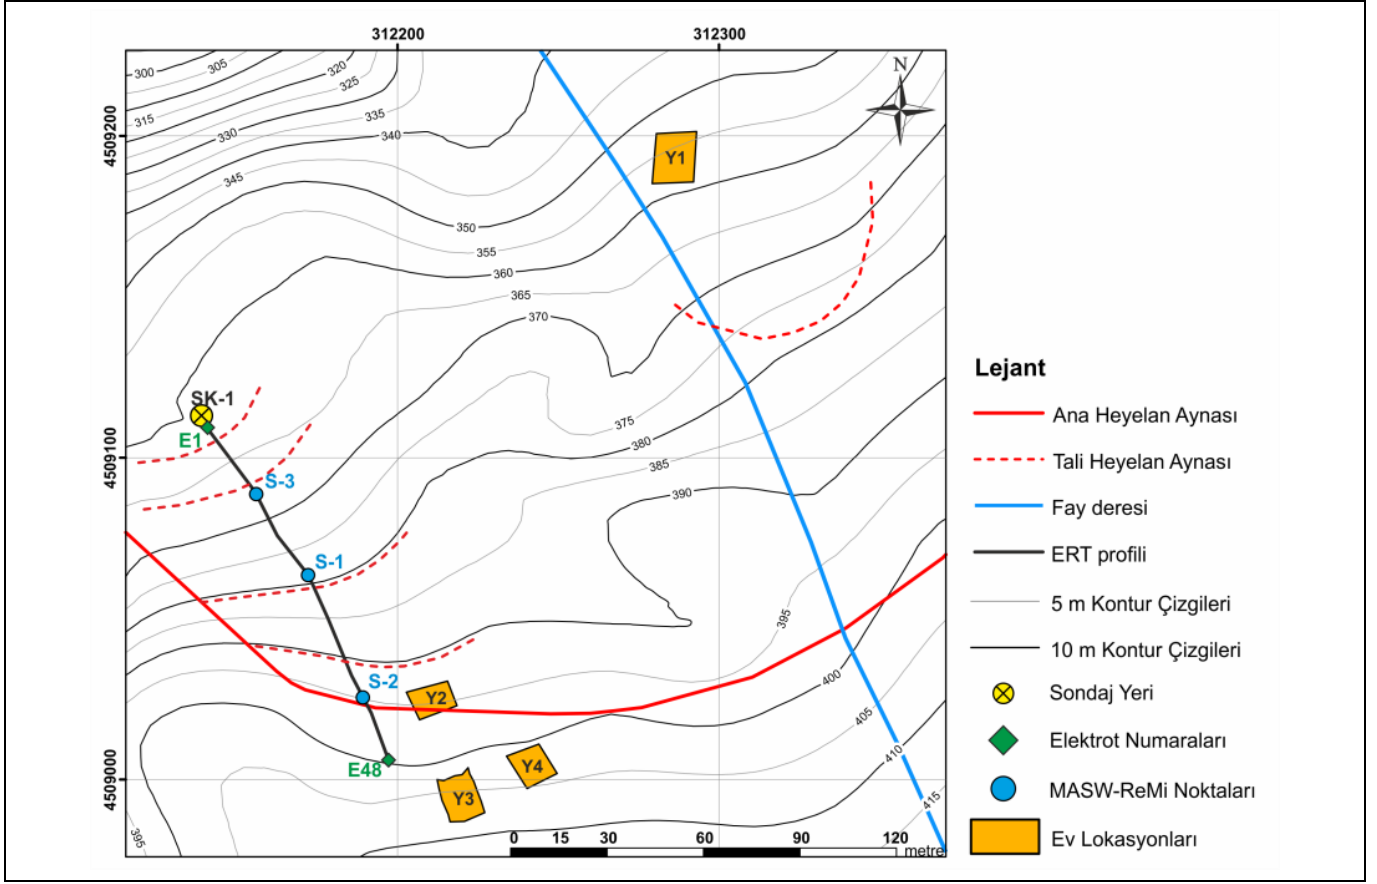 312200
312300
N
300
305
320
325
315
335
330
340
345
350
355
360
365
370
375
380
385
390
395
400
405
410
415
395
4509200
4509100
4509000
Y1
SK-1
E1
S-3
S-1
S-2
Y2
E48
Y4
Y3
0 15 30 60 90 120
metre
Lejant
Ana Heyelan Aynası
Tali Heyelan Aynası
Fay deresi
ERT profili
5 m Kontur Çizgileri
10 m Kontur Çizgileri
Sondaj Yeri
Elektrot Numaraları
MASW-ReMi Noktaları
Ev Lokasyonları